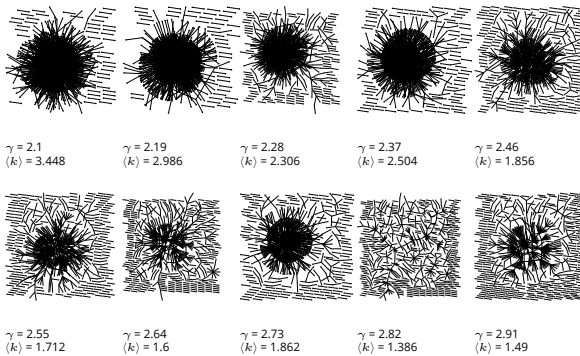 γ = 2.1
⟨k⟩ = 3.448
γ = 2.19
⟨k⟩ = 2.986
γ = 2.28
⟨k⟩ = 2.306
γ = 2.37
⟨k⟩ = 2.504
γ = 2.46
⟨k⟩ = 1.856
γ = 2.55
⟨k⟩ = 1.712
γ = 2.64
⟨k⟩ = 1.6
γ = 2.73
⟨k⟩ = 1.862
γ = 2.82
⟨k⟩ = 1.386
γ = 2.91
⟨k⟩ = 1.49